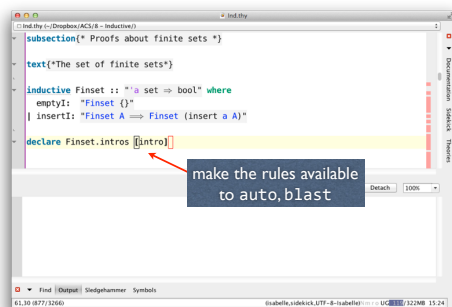 Ind.thy
Ind.thy (~/Dropbox/ACS/8 – Inductive/)
subsection{* Proofs about finite sets *}
text{*The set of finite sets*}
inductive Finset :: "'a set ⇒ bool" where
emptyI: "Finset {}"
| insertI: "Finset A ⟹ Finset (insert a A)"
declare Finset.intros [intro]
make the rules available
to auto, blast
Documentation
Sidekick
Theories
Detach
100%
Find Output Sledgehammer Symbols
61,30 (877/3266)
(isabelle,sidekick,UTF-8-Isabelle) UG /322MB 15:24